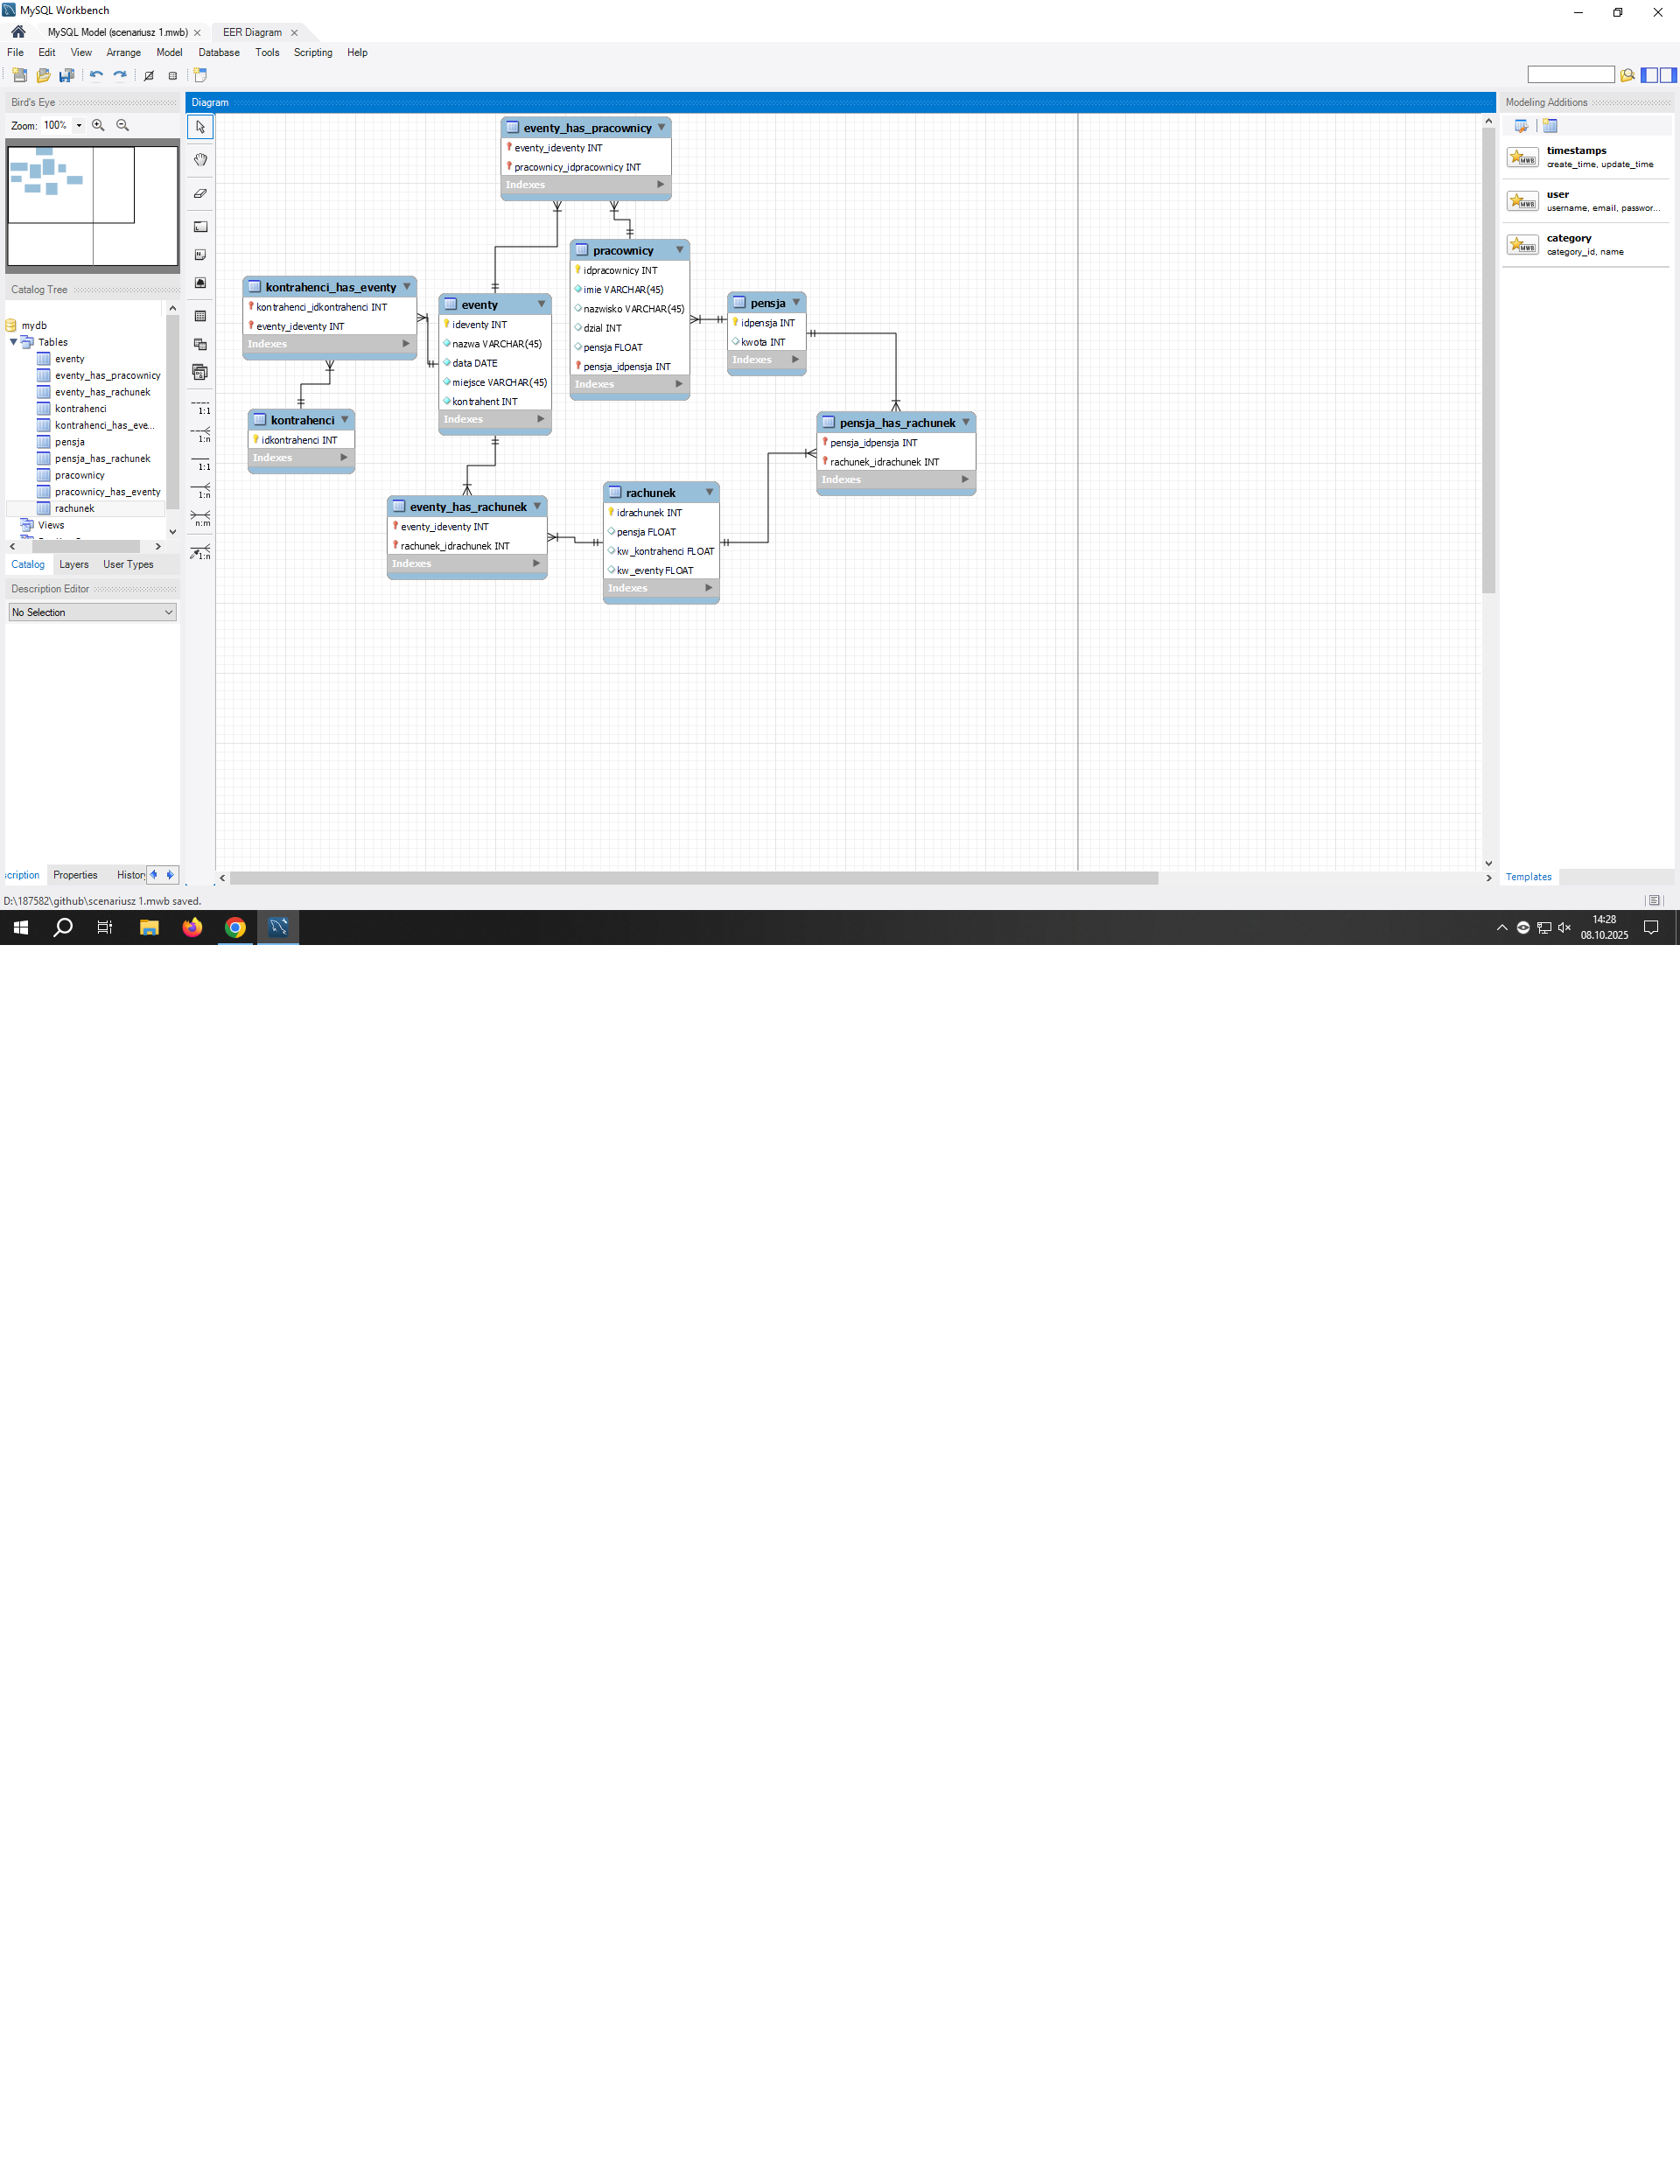 MySQL Workbench
MySQL Model (scenariusz 1.mwb)
EER Diagram
File Edit View Arrange Model Database Tools Scripting Help
Bird's Eye
Zoom: 100%
Catalog Tree
mydb
Tables
eventy
eventy_has_pracownicy
eventy_has_rachunek
kontrahenci
kontrahenci_has_eve...
pensja
pensja_has_rachunek
pracownicy
pracownicy_has_eventy
rachunek
Views
Catalog Layers User Types
Description Editor
No Selection
scription Properties History
Diagram
1:1
1:n
1:1
1:n
n:m
1:n
eventy_has_pracownicy
eventy_ideventy INT
pracownicy_idpracownicy INT
Indexes
kontrahenci_has_eventy
kontrahenci_idkontrahenci INT
eventy_ideventy INT
Indexes
eventy
ideventy INT
nazwa VARCHAR(45)
data DATE
miejsce VARCHAR(45)
kontrahent INT
Indexes
pracownicy
idpracownicy INT
imie VARCHAR(45)
nazwisko VARCHAR(45)
dzial INT
pensja FLOAT
pensja_idpensja INT
Indexes
pensja
idpensja INT
kwota INT
Indexes
kontrahenci
idkontrahenci INT
Indexes
pensja_has_rachunek
pensja_idpensja INT
rachunek_idrachunek INT
Indexes
eventy_has_rachunek
eventy_ideventy INT
rachunek_idrachunek INT
Indexes
rachunek
idrachunek INT
pensja FLOAT
kw_kontrahenci FLOAT
kw_eventy FLOAT
Indexes
Modeling Additions
timestamps
create_time, update_time
user
username, email, passwor...
category
category_id, name
Templates
D:\187582\github\scenariusz 1.mwb saved.
14:28
08.10.2025